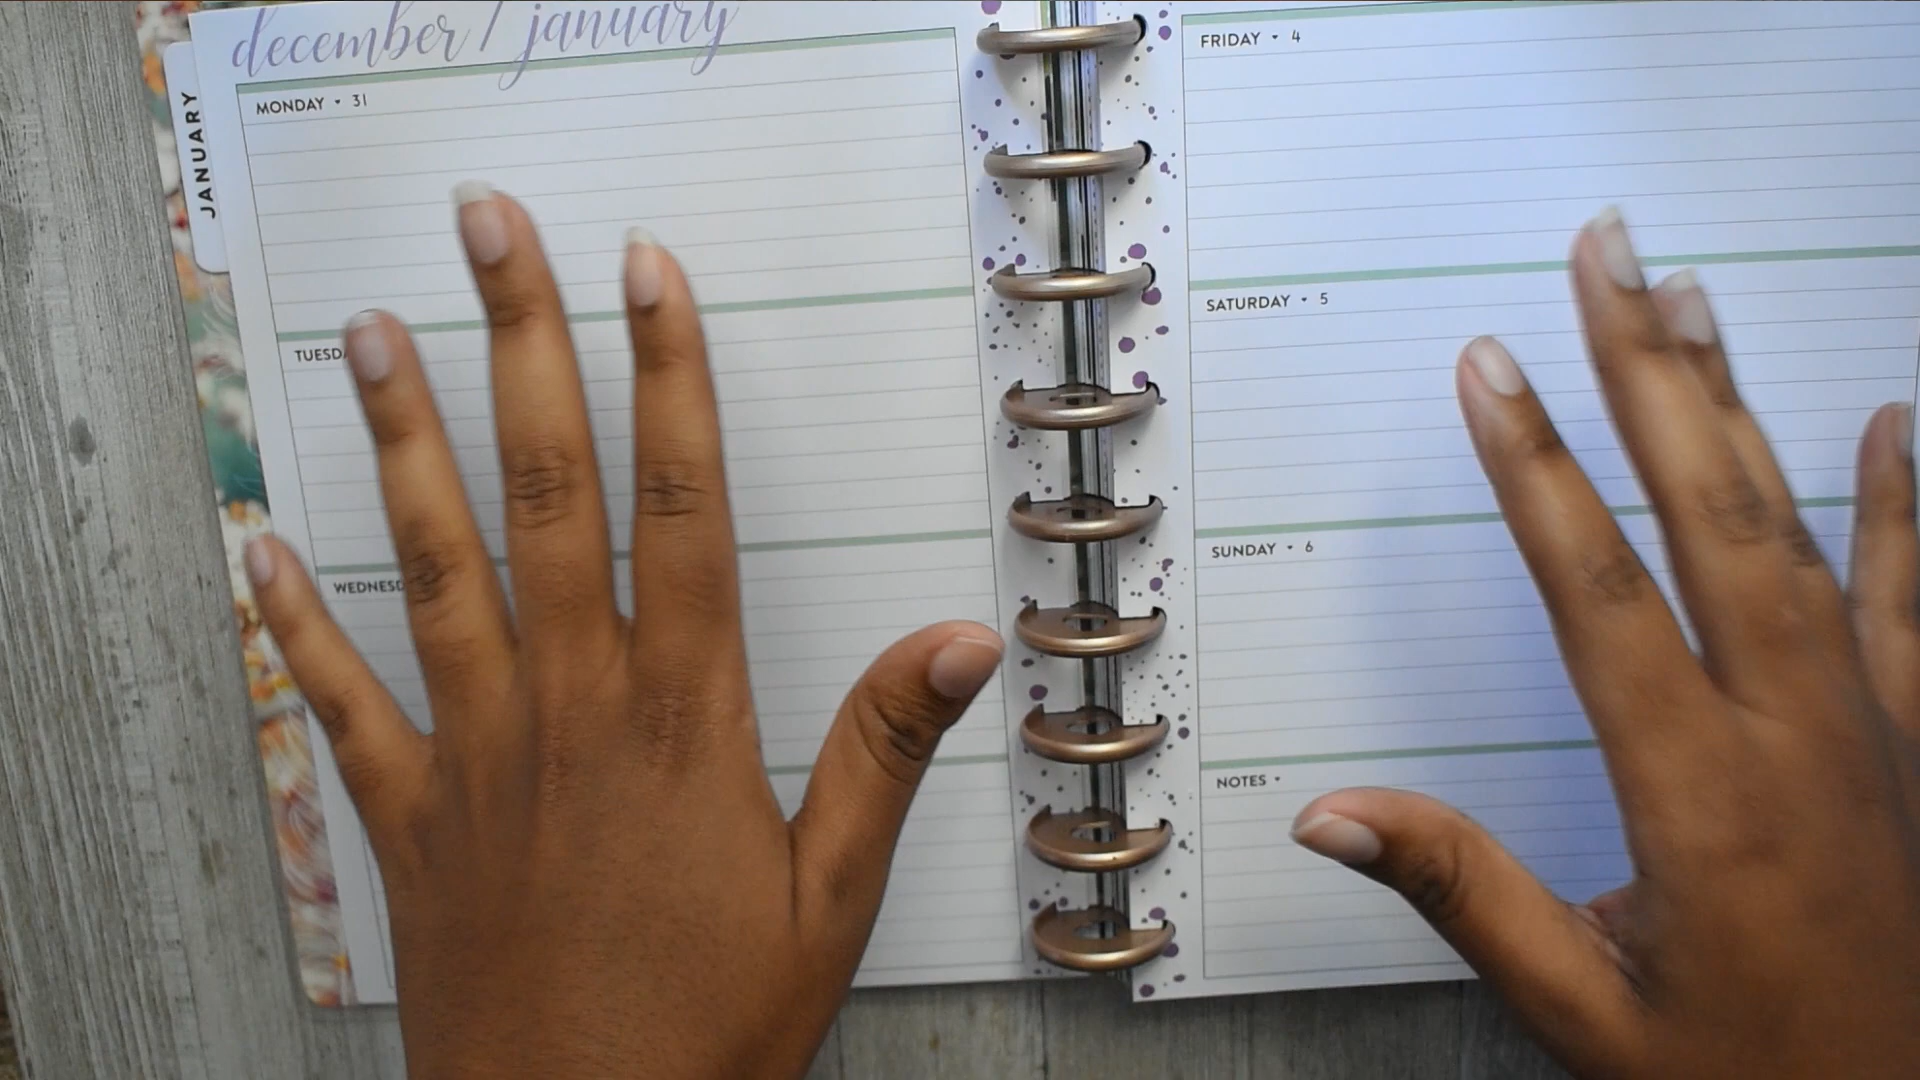 december / january
JANUARY
MONDAY • 31
TUESDA
WEDNESD
FRIDAY • 4
SATURDAY • 5
SUNDAY • 6
NOTES •